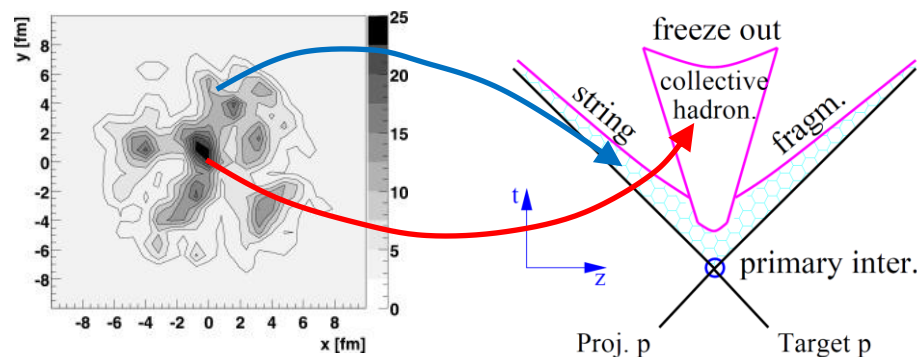 y [fm]
8
6
4
2
0
-2
-4
-6
-8
-8 -6 -4 -2 0 2 4 6 8
x [fm]
25
20
15
10
5
0
freeze out
collective
hadron.
string
fragm.
t
z
primary inter.
Proj. p
Target p